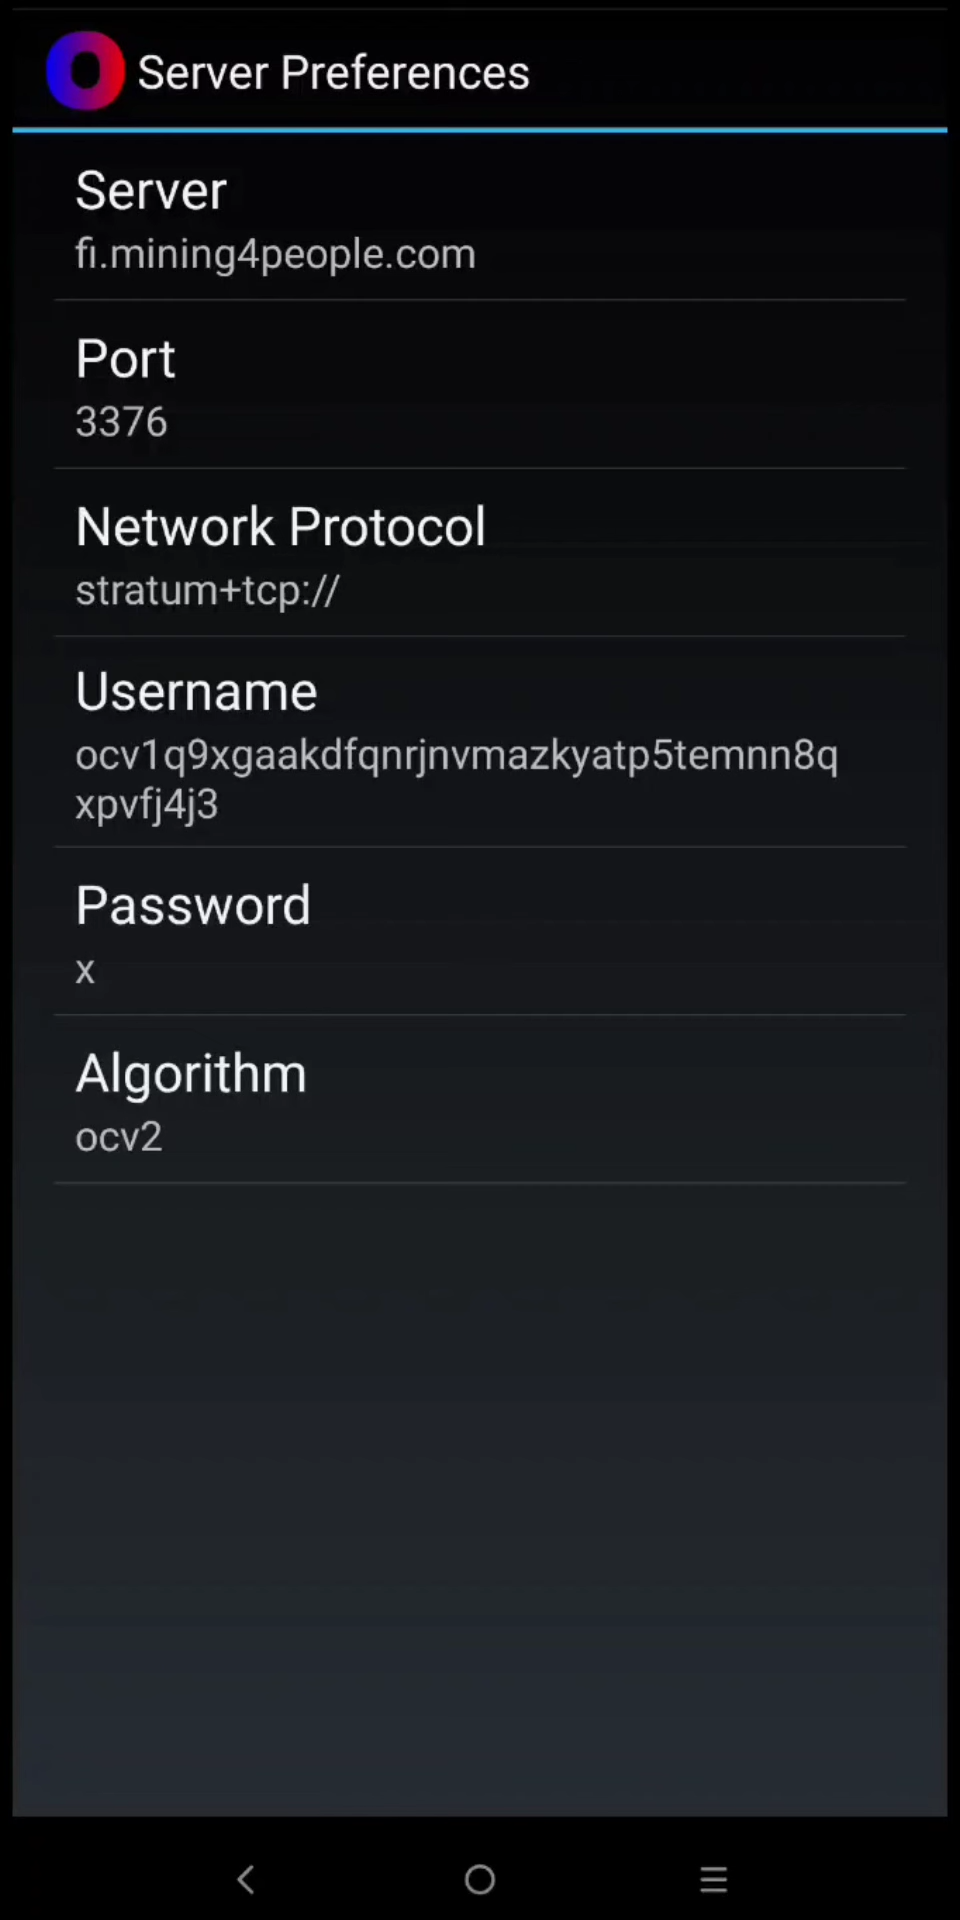 Server Preferences
Server
fi.mining4people.com
Port
3376
Network Protocol
stratum+tcp://
Username
ocv1q9xgaakdfqnrjnvmazkyatp5temnn8q
xpvfj4j3
Password
x
Algorithm
ocv2